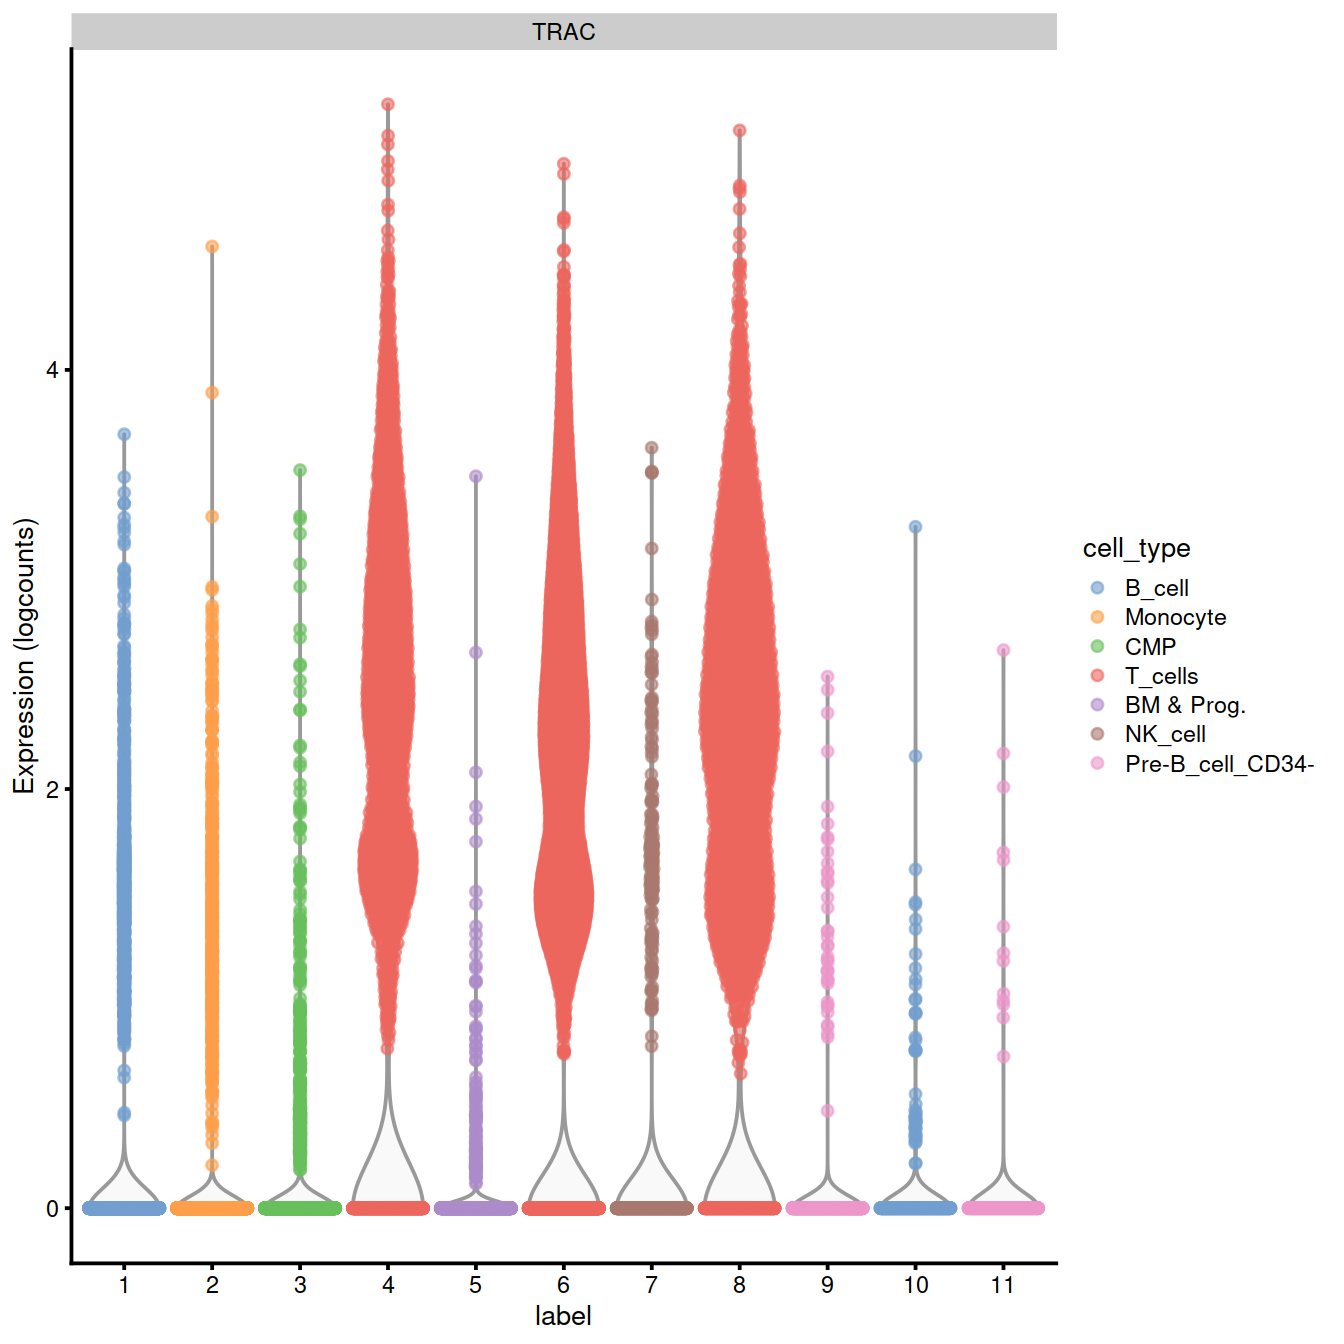 TRAC
Expression (logcounts)
4
2
0
1 2 3 4 5 6 7 8 9 10 11
label
cell_type
B_cell
Monocyte
CMP
T_cells
BM & Prog.
NK_cell
Pre-B_cell_CD34-